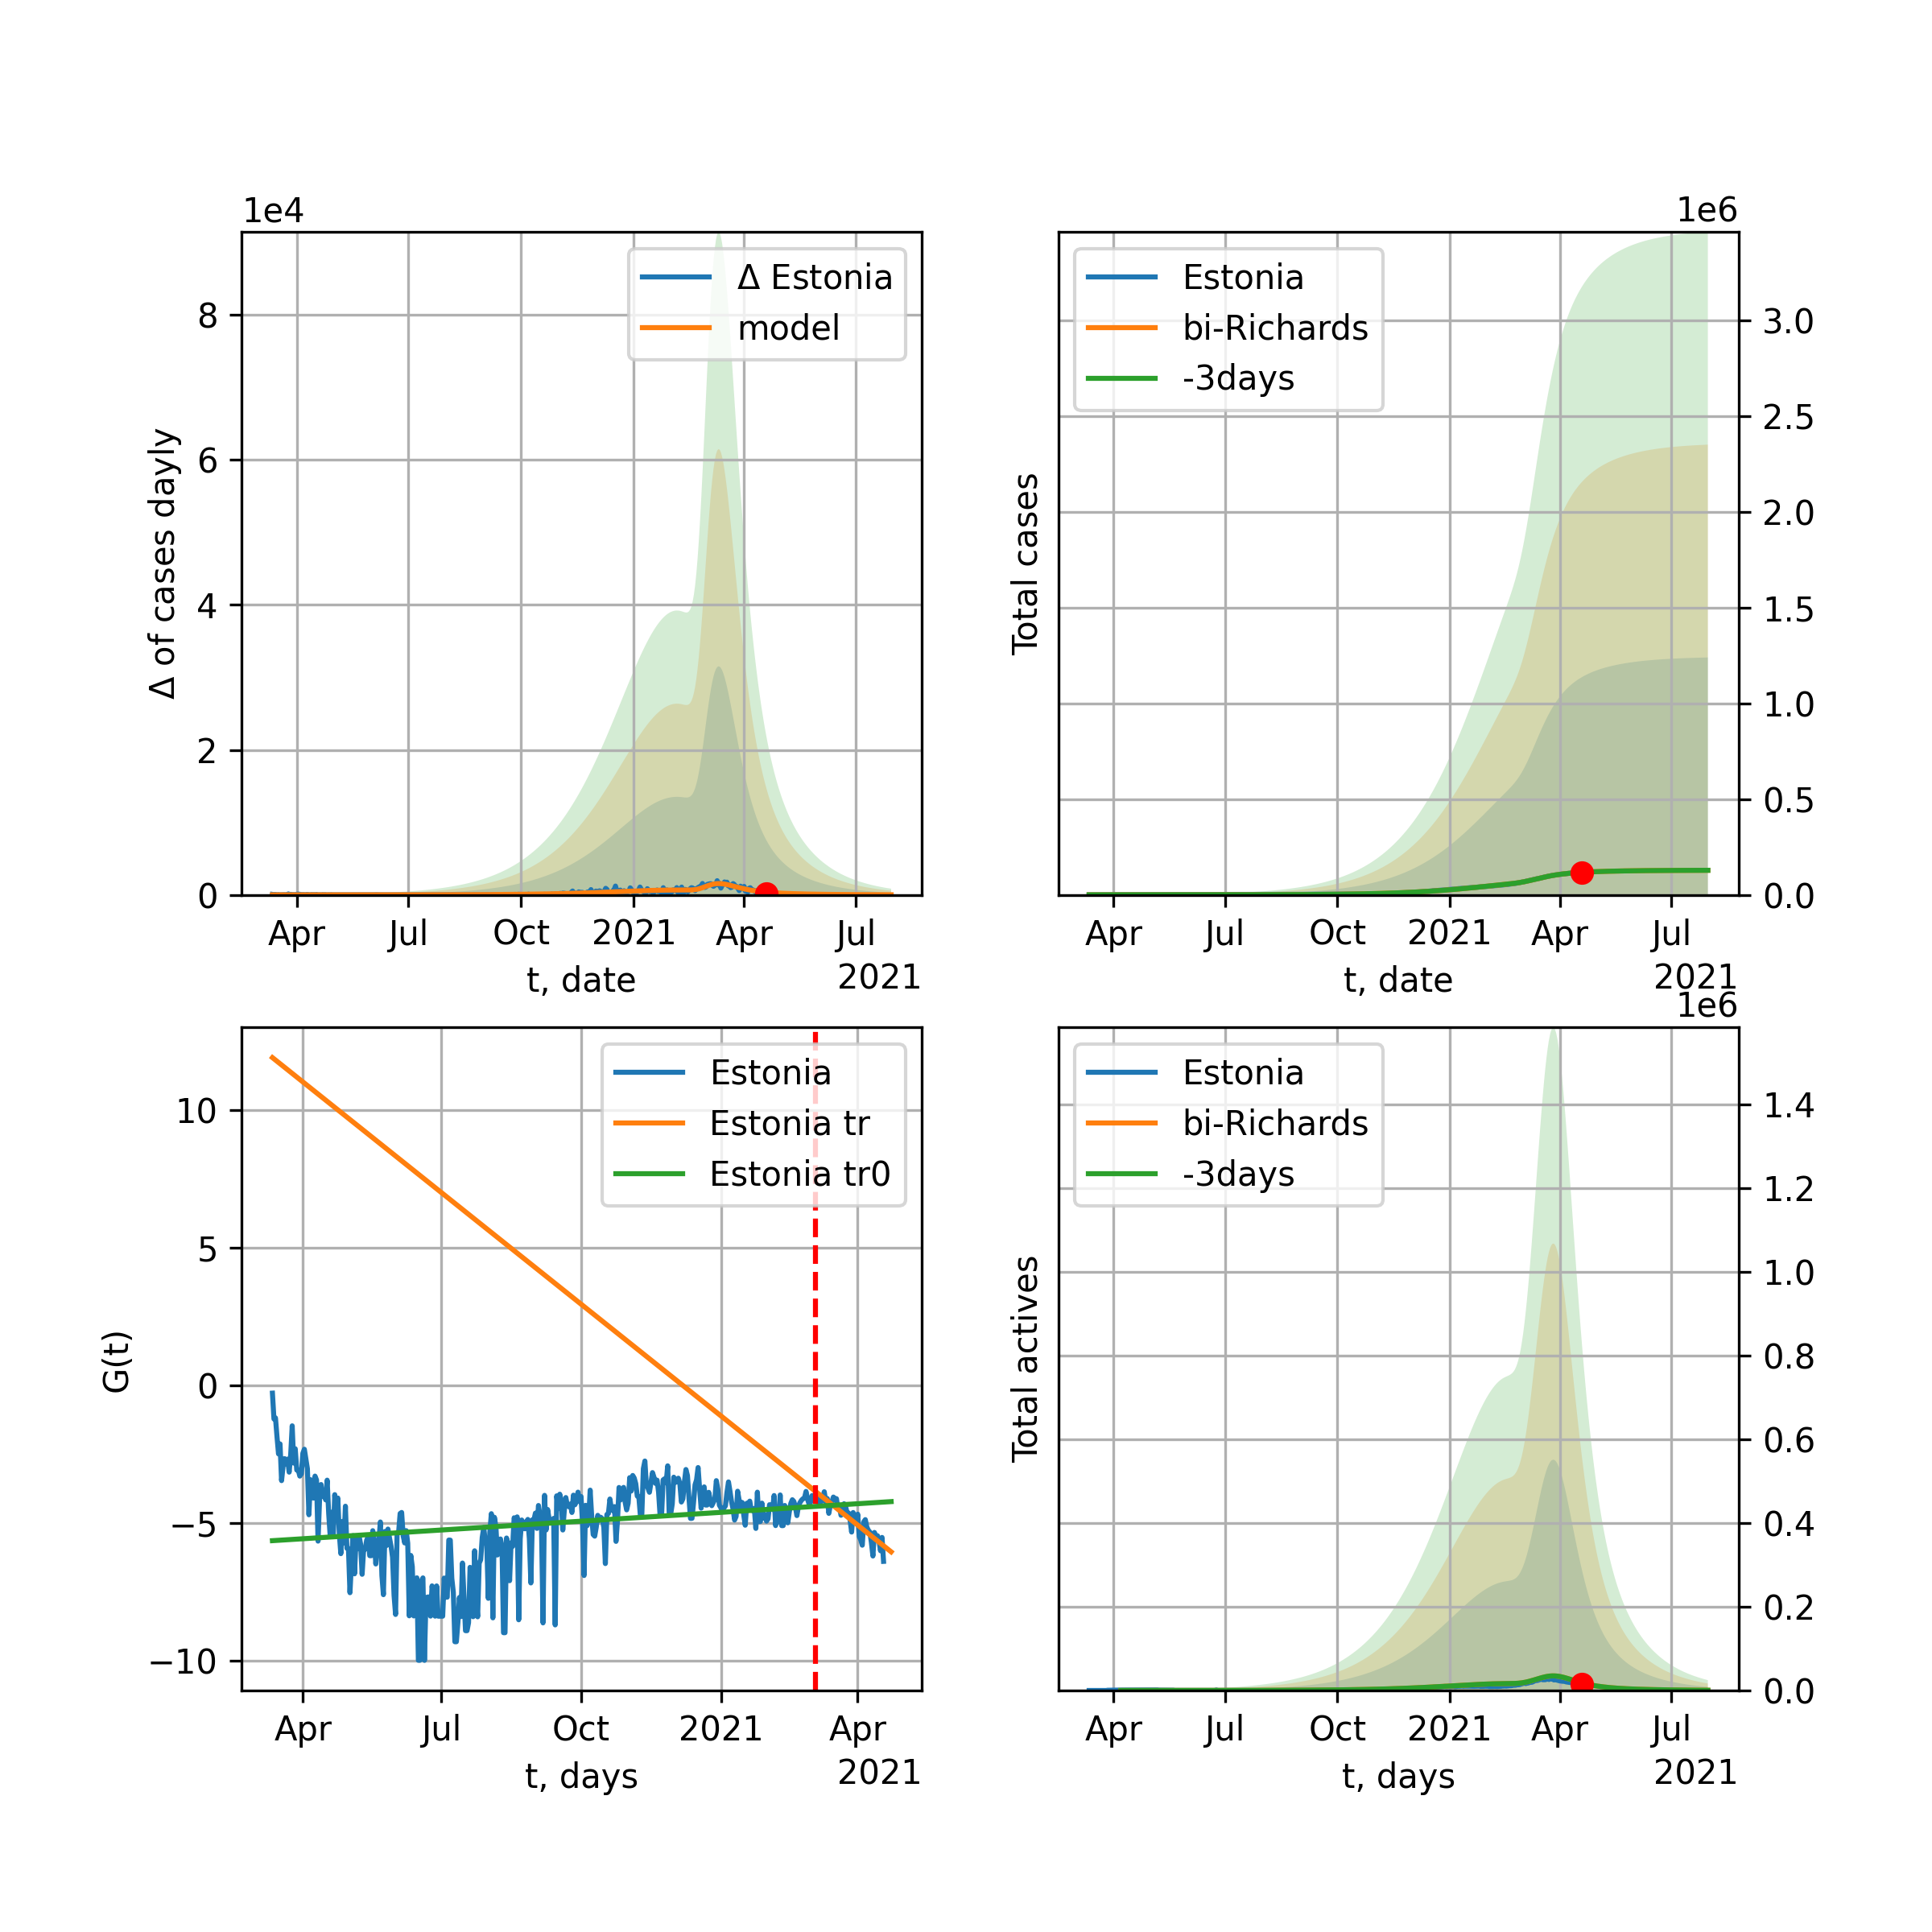 1e4
Δ Estonia
model
8
6
4
2
0
Δ of cases dayly
Apr
Jul
Oct
2021
Apr
Jul
t, date
2021
1e6
Estonia
bi-Richards
-3days
3.0
2.5
2.0
1.5
1.0
0.5
0.0
Total cases
Apr
Jul
Oct
2021
Apr
Jul
t, date
2021
Estonia
Estonia tr
Estonia tr0
10
5
0
−5
−10
G(t)
Apr
Jul
Oct
2021
Apr
t, days
2021
1e6
Estonia
bi-Richards
-3days
1.4
1.2
1.0
0.8
0.6
0.4
0.2
0.0
Total actives
Apr
Jul
Oct
2021
Apr
Jul
t, days
2021